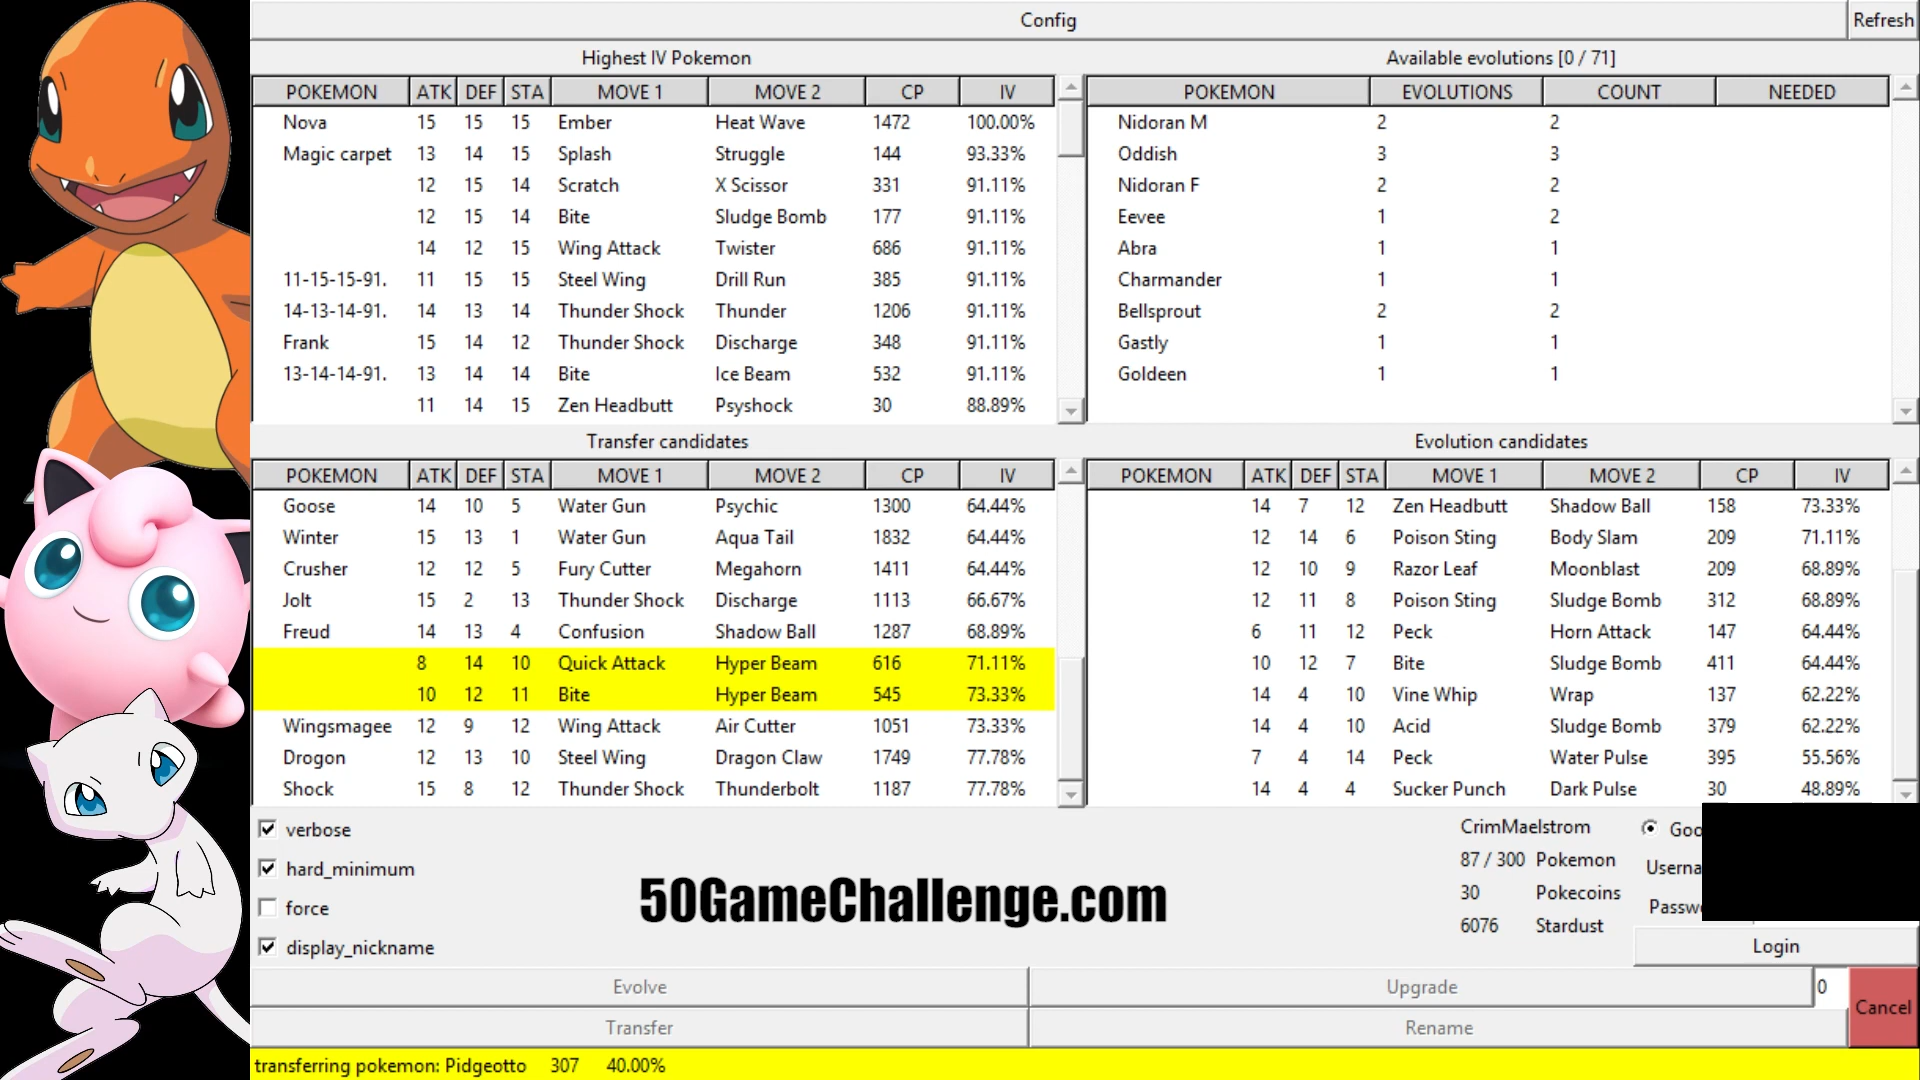 Config Refresh
Highest IV Pokemon Available evolutions [0 / 71]
POKEMON ATK DEF STA MOVE 1 MOVE 2 CP IV
Nova 15 15 15 Ember Heat Wave 1472 100.00%
Magic carpet 13 14 15 Splash Struggle 144 93.33%
12 15 14 Scratch X Scissor 331 91.11%
12 15 14 Bite Sludge Bomb 177 91.11%
14 12 15 Wing Attack Twister 686 91.11%
11-15-15-91. 11 15 15 Steel Wing Drill Run 385 91.11%
14-13-14-91. 14 13 14 Thunder Shock Thunder 1206 91.11%
Frank 15 14 12 Thunder Shock Discharge 348 91.11%
13-14-14-91. 13 14 14 Bite Ice Beam 532 91.11%
11 14 15 Zen Headbutt Psyshock 30 88.89%
POKEMON EVOLUTIONS COUNT NEEDED
Nidoran M 2 2
Oddish 3 3
Nidoran F 2 2
Eevee 1 2
Abra 1 1
Charmander 1 1
Bellsprout 2 2
Gastly 1 1
Goldeen 1 1
Transfer candidates
POKEMON ATK DEF STA MOVE 1 MOVE 2 CP IV
Goose 14 10 5 Water Gun Psychic 1300 64.44%
Winter 15 13 1 Water Gun Aqua Tail 1832 64.44%
Crusher 12 12 5 Fury Cutter Megahorn 1411 64.44%
Jolt 15 2 13 Thunder Shock Discharge 1113 66.67%
Freud 14 13 4 Confusion Shadow Ball 1287 68.89%
8 14 10 Quick Attack Hyper Beam 616 71.11%
10 12 11 Bite Hyper Beam 545 73.33%
Wingsmagee 12 9 12 Wing Attack Air Cutter 1051 73.33%
Drogon 12 13 10 Steel Wing Dragon Claw 1749 77.78%
Shock 15 8 12 Thunder Shock Thunderbolt 1187 77.78%
Evolution candidates
POKEMON ATK DEF STA MOVE 1 MOVE 2 CP IV
14 7 12 Zen Headbutt Shadow Ball 158 73.33%
12 14 6 Poison Sting Body Slam 209 71.11%
12 10 9 Razor Leaf Moonblast 209 68.89%
12 11 8 Poison Sting Sludge Bomb 312 68.89%
6 11 12 Peck Horn Attack 147 64.44%
10 12 7 Bite Sludge Bomb 411 64.44%
14 4 10 Vine Whip Wrap 137 62.22%
14 4 10 Acid Sludge Bomb 379 62.22%
7 4 14 Peck Water Pulse 395 55.56%
14 4 4 Sucker Punch Dark Pulse 30 48.89%
verbose
hard_minimum
force
display_nickname
50GameChallenge.com
CrimMaelstrom
87 / 300 Pokemon
30 Pokecoins
6076 Stardust
Goo
Userna
Passw
Login
Evolve Upgrade 0
Cancel
Transfer Rename
transferring pokemon: Pidgeotto 307 40.00%